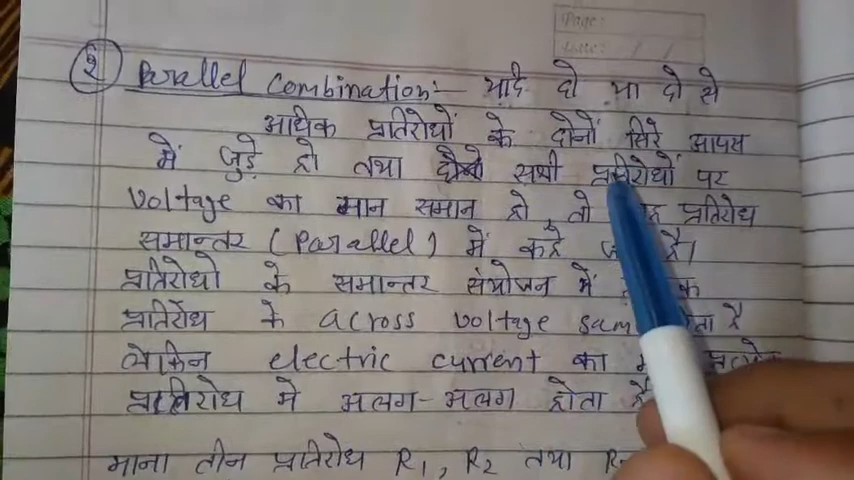 Page:
Date: / /
२ Parallel Combination:- यदि दो या दो से
अधिक प्रतिरोधों के दोनों सिरे आपस
में जुड़े हो तथा सभी प्रतिरोधों पर
Voltage का मान समान हो, तो प्रतिरोध
समान्तर (Parallel) में कहे है।
प्रतिरोधो के समान्तर संयोजन में
प्रतिरोध के across voltage same होता है
लेकिन electric current का
प्रतिरोध मे अलग-अलग होता है
माना तीन प्रतिरोध R1, R2 तथा